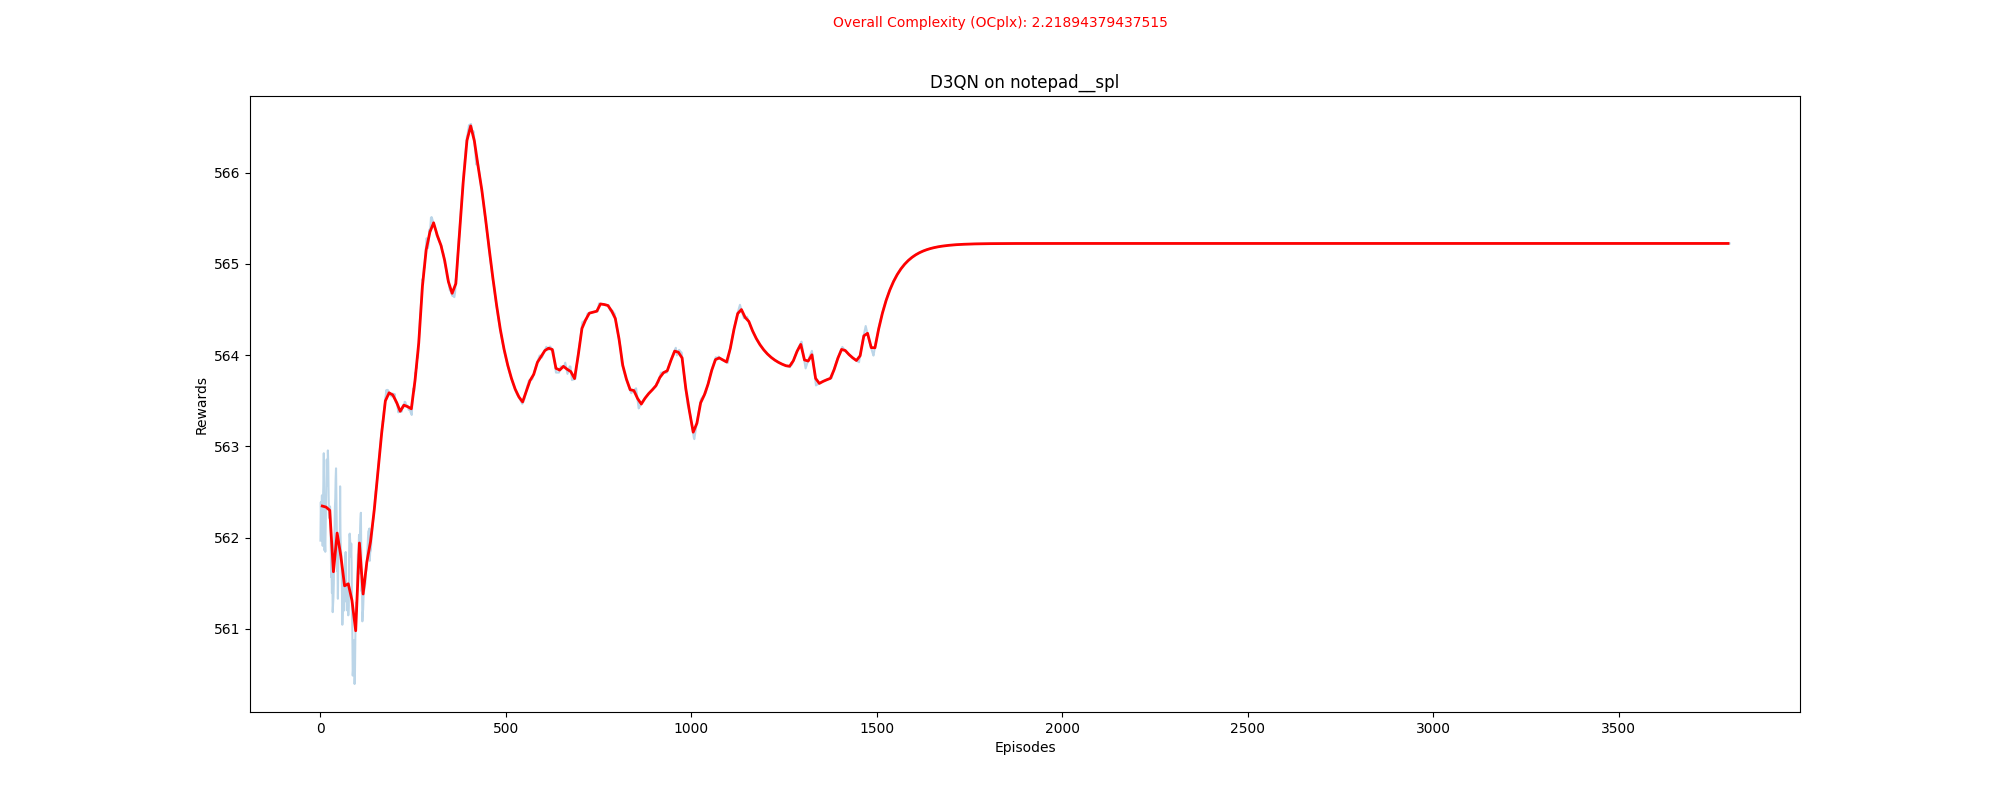 Overall Complexity (OCplx): 2.21894379437515
D3QN on notepad__spl
566
565
564
563
562
561
Rewards
0 500 1000 1500 2000 2500 3000 3500
Episodes